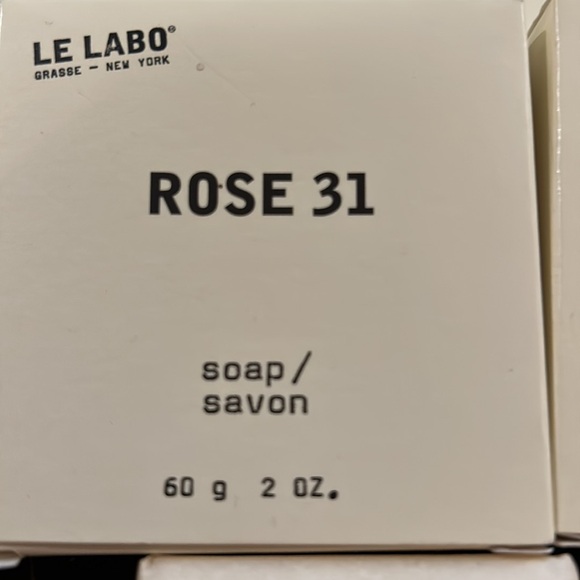 LE LABO®
GRASSE — NEW YORK
ROSE 31
soap/
savon
60 g 2 OZ.